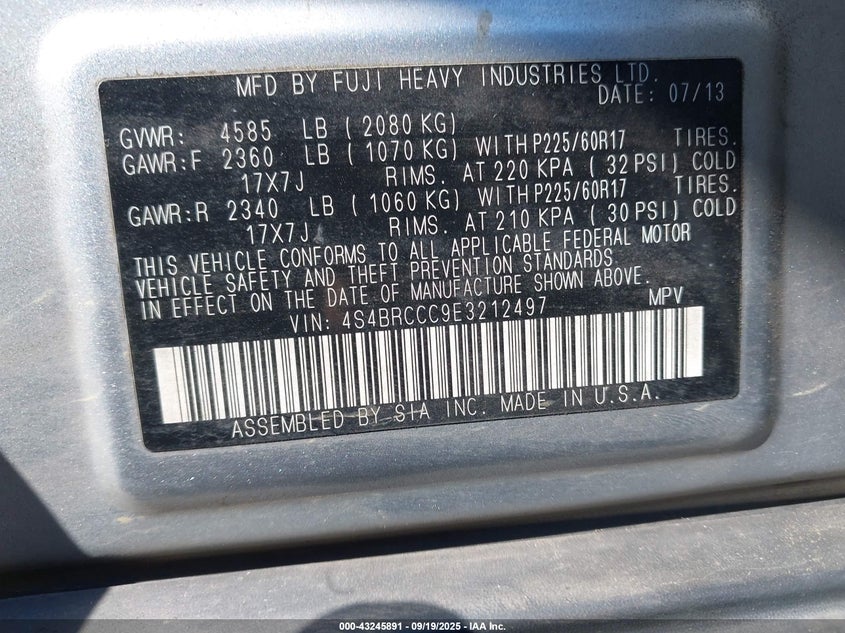 MFD BY FUJI HEAVY INDUSTRIES LTD.
DATE: 07/13
GVWR: 4585 LB ( 2080 KG)
GAWR:F 2360 LB ( 1070 KG) WITH P225/60R17 TIRES.
17X7J RIMS. AT 220 KPA ( 32 PSI) COLD
GAWR:R 2340 LB ( 1060 KG) WITH P225/60R17 TIRES.
17X7J RIMS. AT 210 KPA ( 30 PSI) COLD
THIS VEHICLE CONFORMS TO ALL APPLICABLE FEDERAL MOTOR
VEHICLE SAFETY AND THEFT PREVENTION STANDARDS
IN EFFECT ON THE DATE OF MANUFACTURE SHOWN ABOVE.
VIN: 4S4BRCCC9E3212497 MPV
ASSEMBLED BY SIA INC. MADE IN U.S.A.
000-43245891 - 09/19/2025 - IAA Inc.